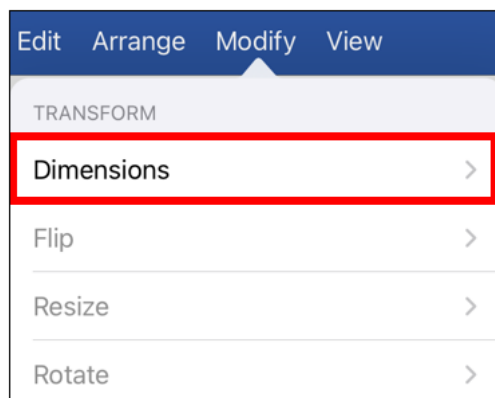 Edit Arrange Modify View
TRANSFORM
Dimensions
Flip
Resize
Rotate